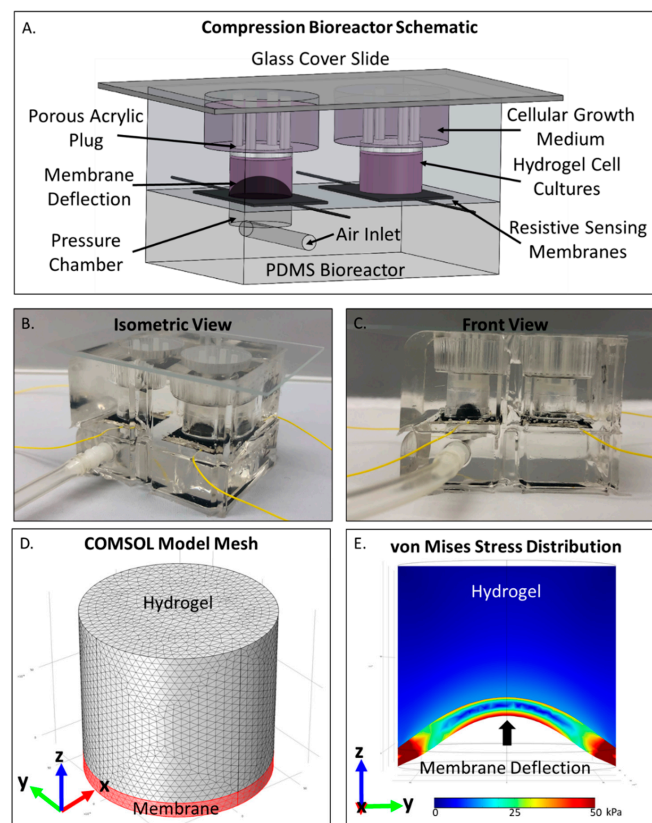 A. Compression Bioreactor Schematic
Glass Cover Slide
Porous Acrylic
Plug
Cellular Growth
Medium
Membrane
Deflection
Hydrogel Cell
Cultures
Pressure
Chamber
Air Inlet
Resistive Sensing
Membranes
PDMS Bioreactor
B. Isometric View
C. Front View
D. COMSOL Model Mesh
Hydrogel
z
y
x
Membrane
E. von Mises Stress Distribution
Hydrogel
Membrane Deflection
z
x
y
0 25 50 kPa